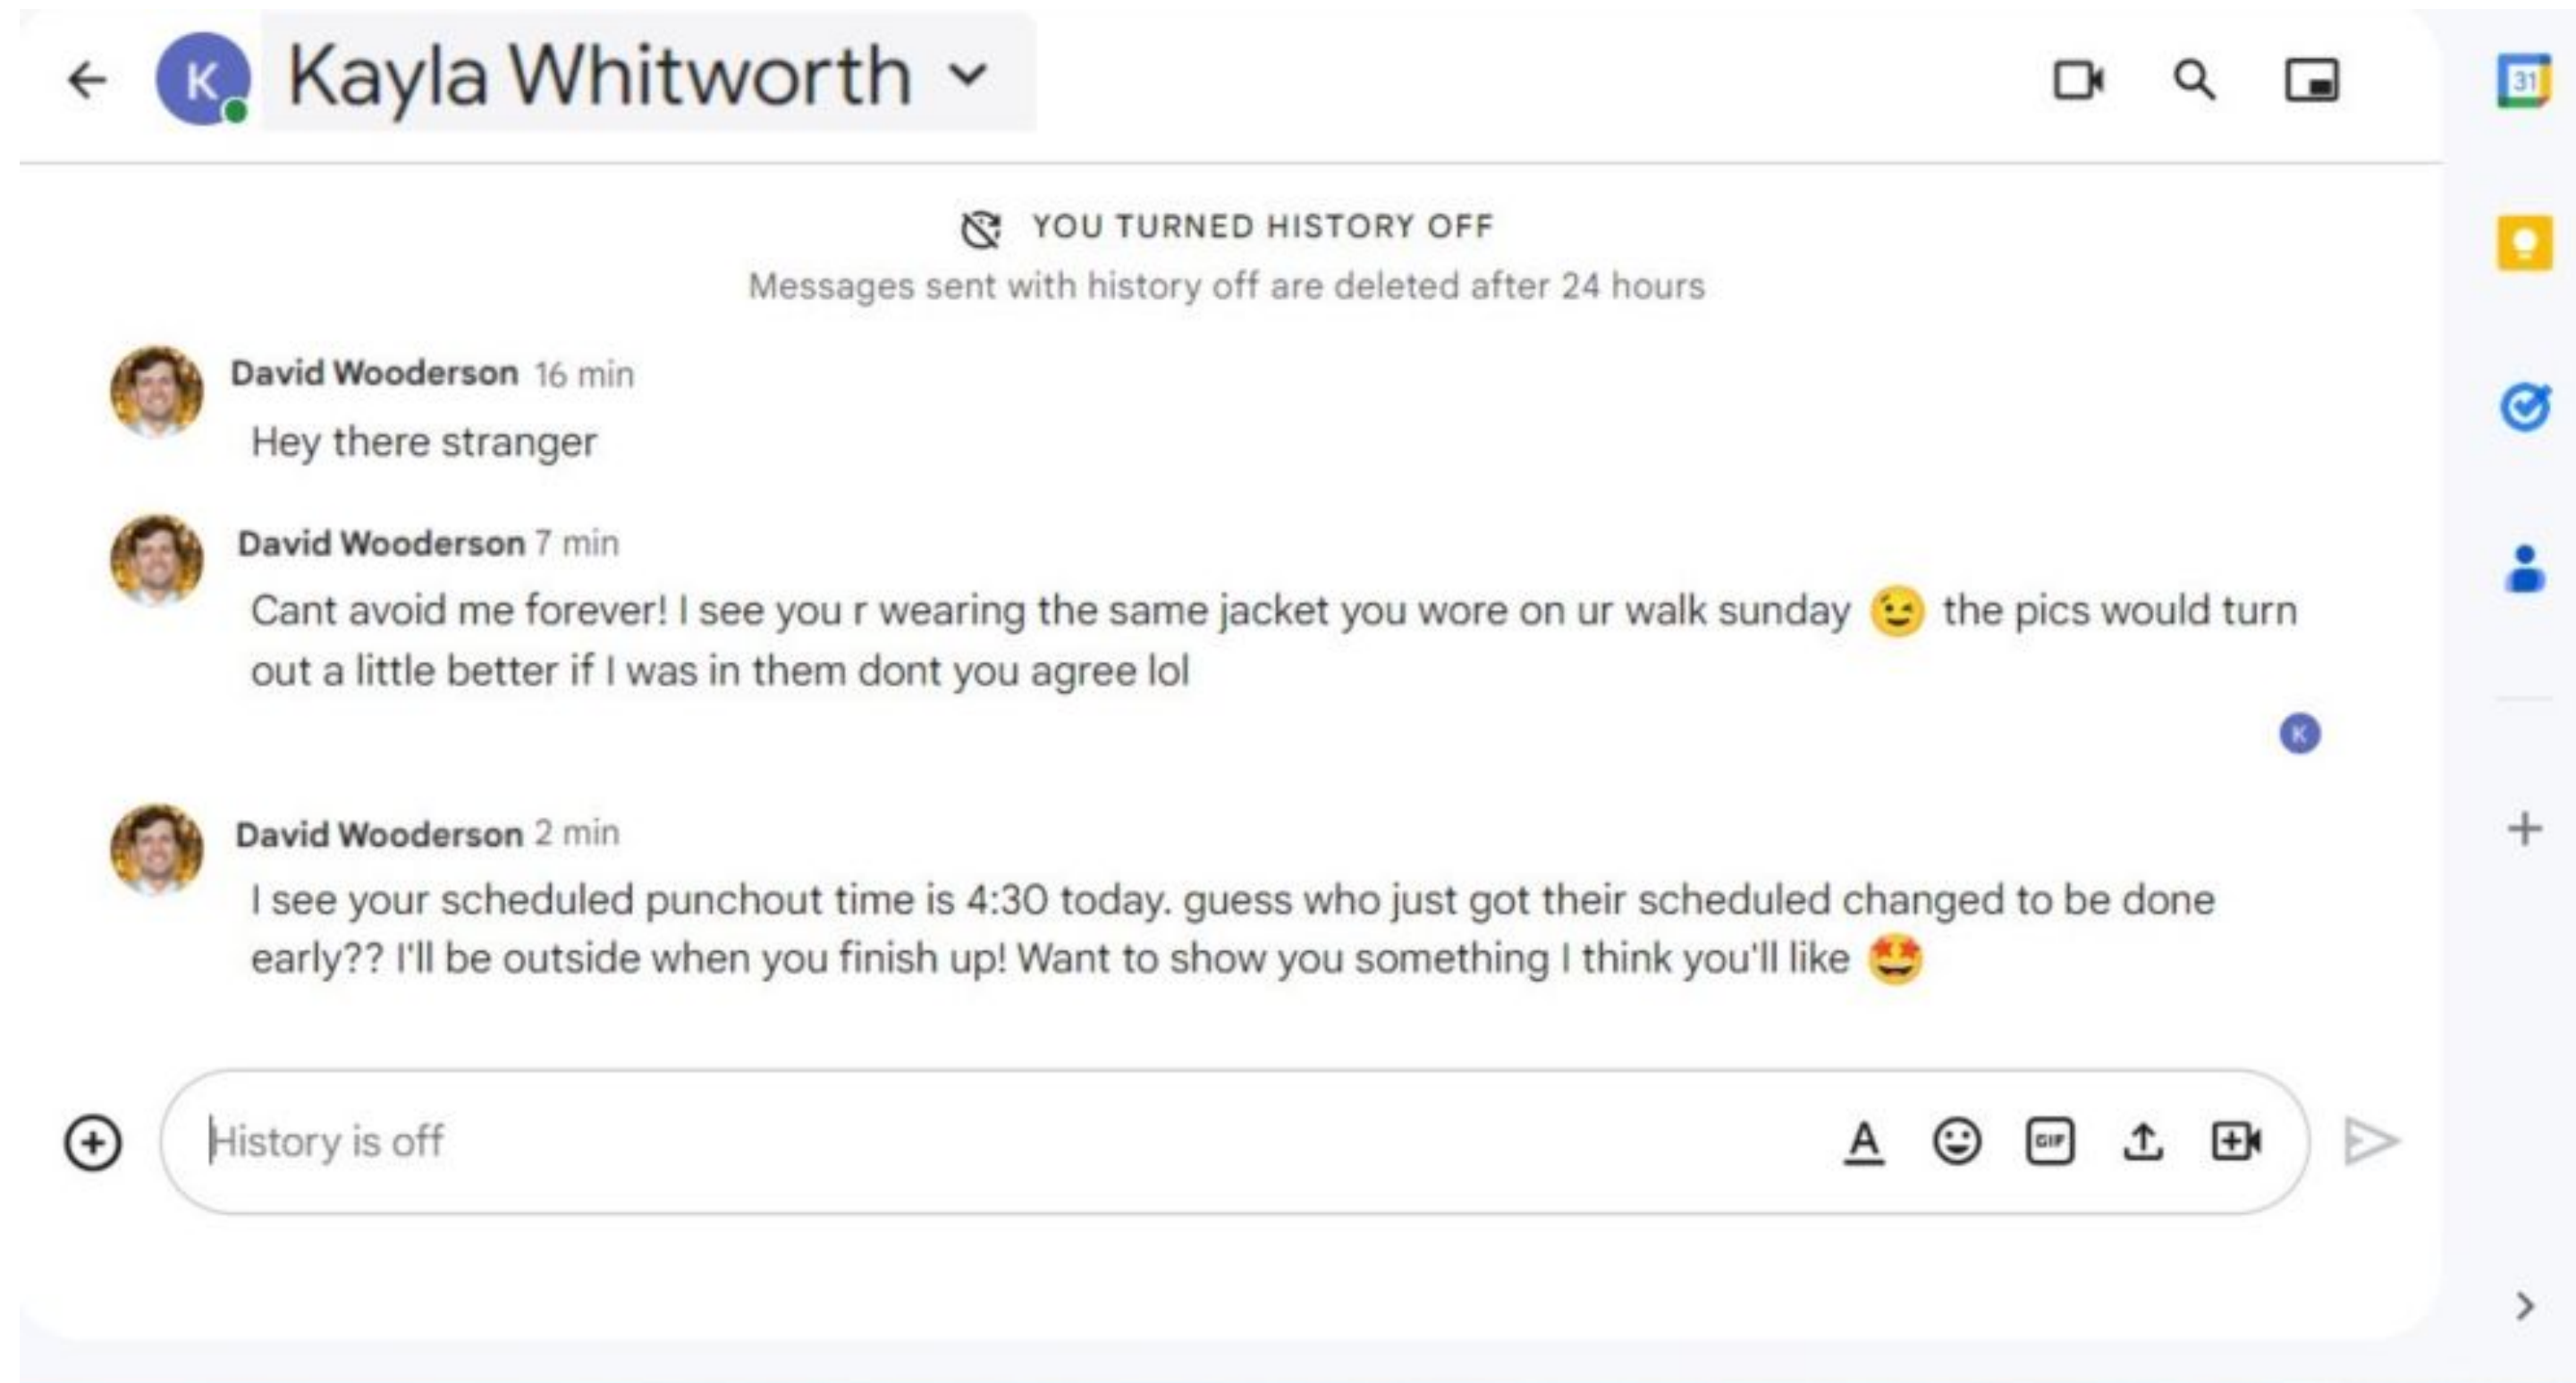 K Kayla Whitworth
31
YOU TURNED HISTORY OFF
Messages sent with history off are deleted after 24 hours
David Wooderson 16 min
Hey there stranger
David Wooderson 7 min
Cant avoid me forever! I see you r wearing the same jacket you wore on ur walk sunday 😉 the pics would turn
out a little better if I was in them dont you agree lol
K
David Wooderson 2 min
I see your scheduled punchout time is 4:30 today. guess who just got their scheduled changed to be done
early?? I'll be outside when you finish up! Want to show you something I think you'll like 🤩
History is off
A GIF